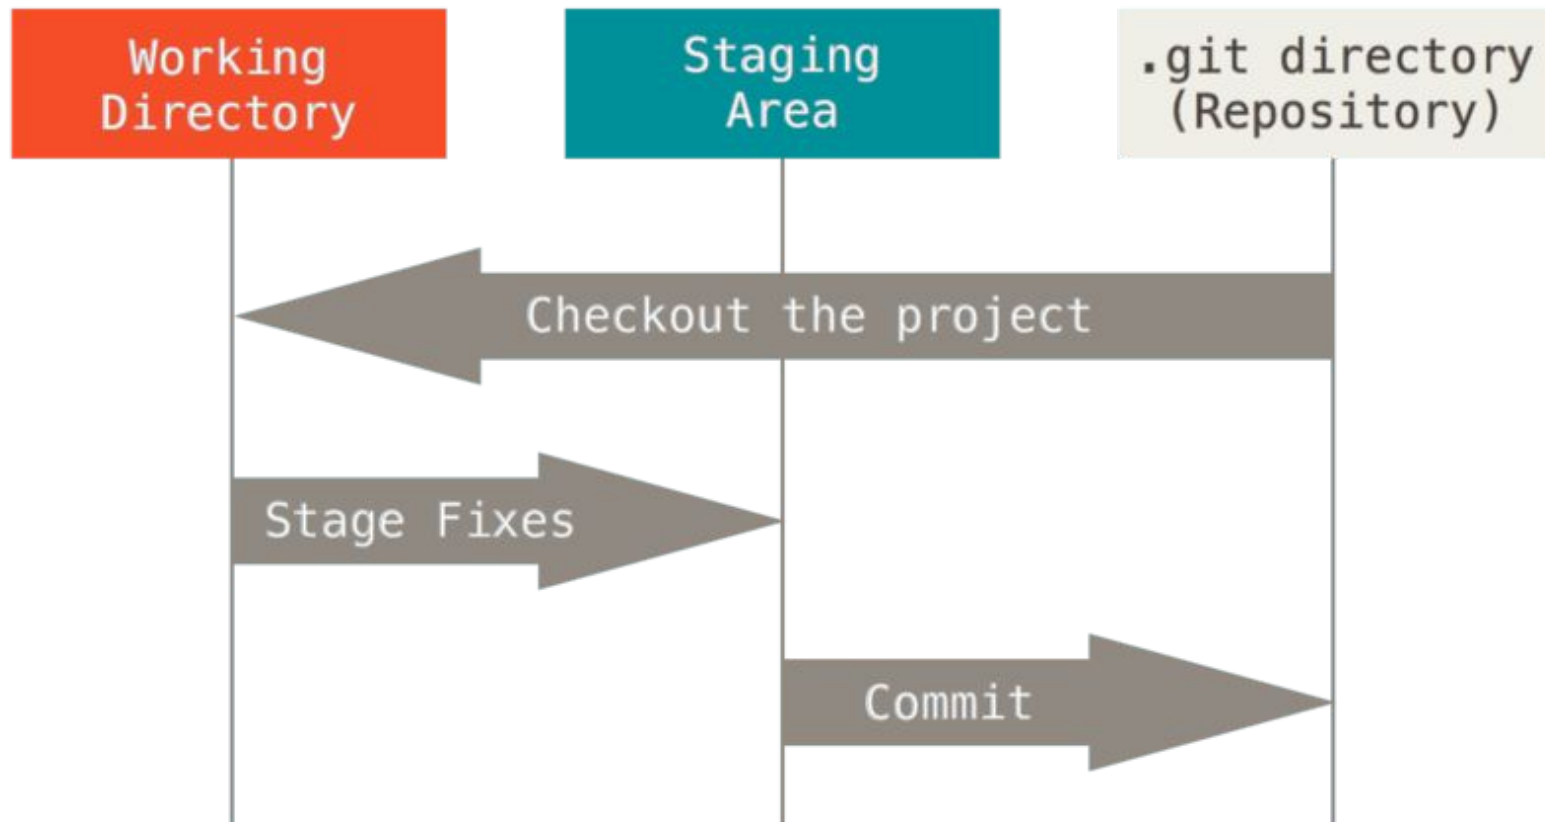 Working
Directory
Staging
Area
.git directory
(Repository)
Checkout the project
Stage Fixes
Commit